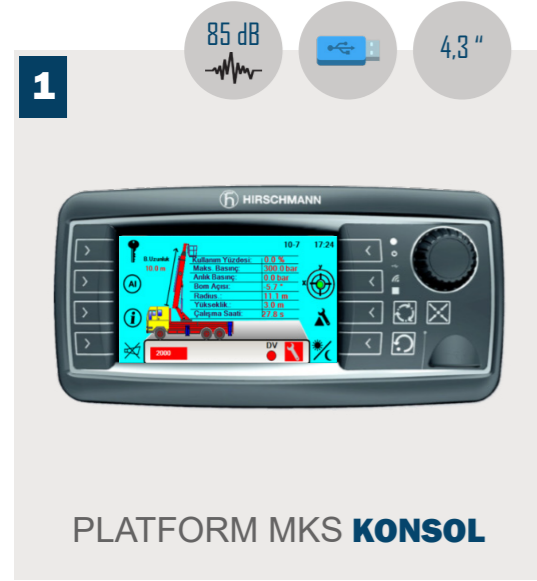 85 dB
4,3 “
1
HIRSCHMANN
10-7 17:24
B.Uzunluk
10.9 m
Kullanım Yüzdesi: 0.0 %
Maks. Basınç: 300.0 bar
Anlık Basınç: 0.0 bar
Bom Açısı: -5.7 °
Radius : 11.1 m
Yükseklik : 3.0 m
Çalışma Saati: 27.8 s
Y
X
AI
i
2000
DV
PLATFORM MKS KONSOL